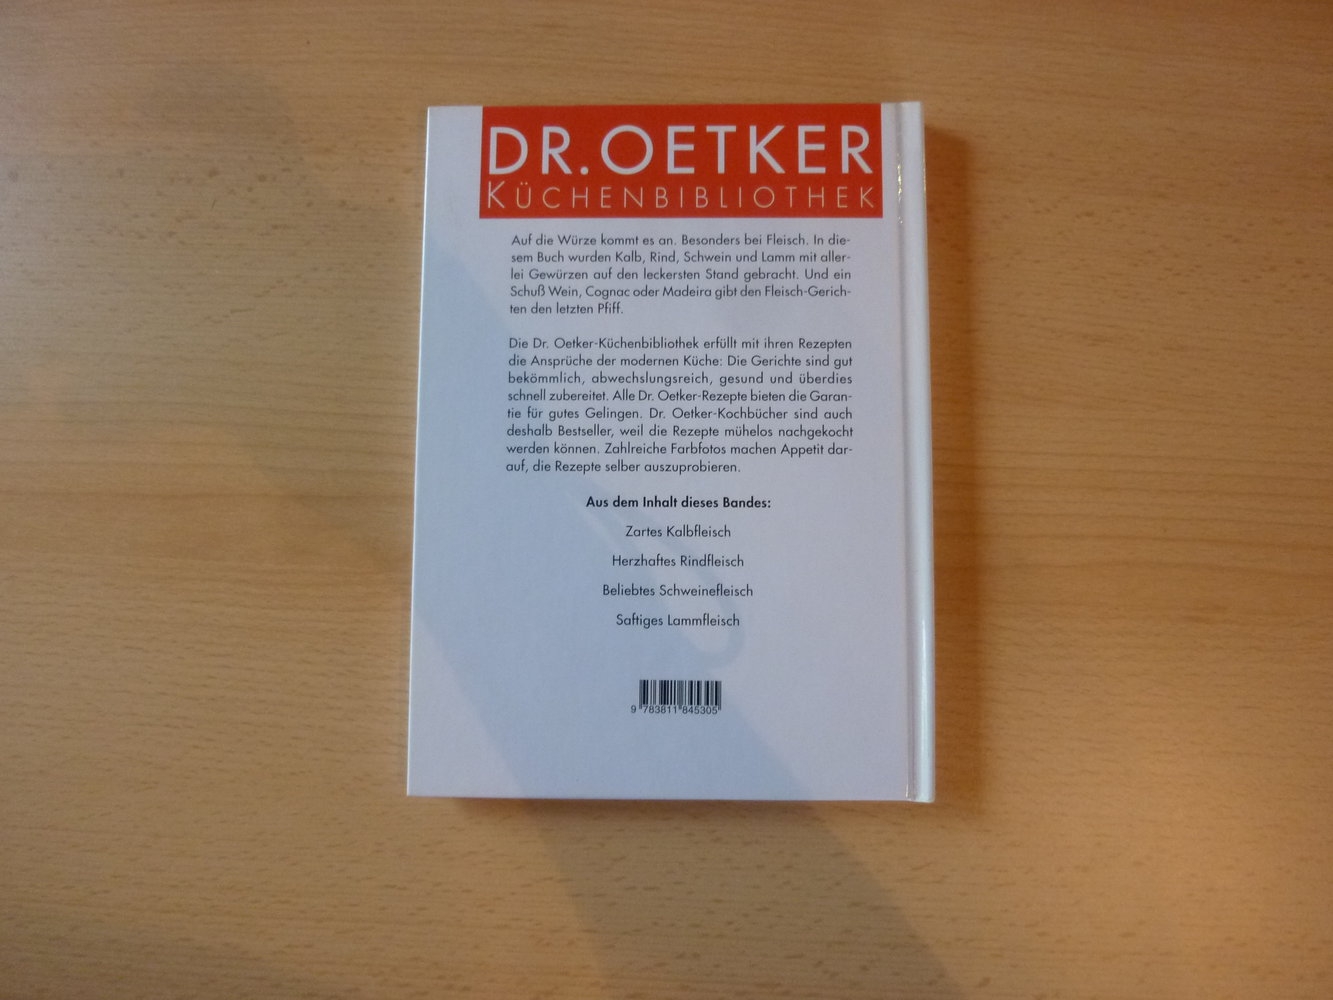 DR. OETKER
KÜCHENBIBLIOTHEK
Auf die Würze kommt es an. Besonders bei Fleisch. In die-
sem Buch wurden Kalb, Rind, Schwein und Lamm mit aller-
lei Gewürzen auf den leckersten Stand gebracht. Und ein
Schuß Wein, Cognac oder Madeira gibt den Fleisch-Gerich-
ten den letzten Pfiff.
Die Dr. Oetker-Küchenbibliothek erfüllt mit ihren Rezepten
die Ansprüche der modernen Küche: Die Gerichte sind gut
bekömmlich, abwechslungsreich, gesund und überdies
schnell zubereitet. Alle Dr. Oetker-Rezepte bieten die Garan-
tie für gutes Gelingen. Dr. Oetker-Kochbücher sind auch
deshalb Bestseller, weil die Rezepte mühelos nachgekocht
werden können. Zahlreiche Farbfotos machen Appetit dar-
auf, die Rezepte selber auszuprobieren.
Aus dem Inhalt dieses Bandes:
Zartes Kalbfleisch
Herzhaftes Rindfleisch
Beliebtes Schweinefleisch
Saftiges Lammfleisch
9 783811 845305